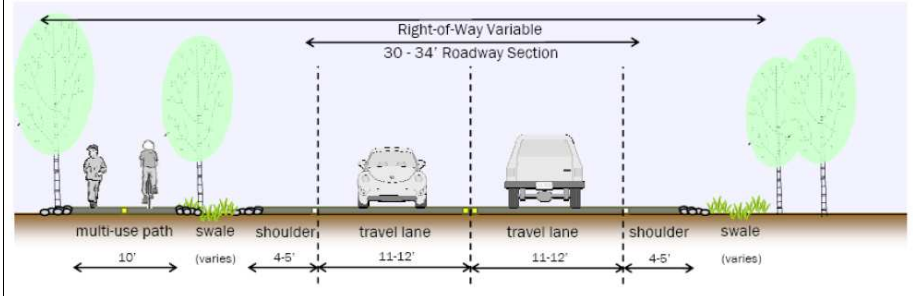 Right-of-Way Variable
30 - 34' Roadway Section
multi-use path swale shoulder travel lane travel lane shoulder swale
10' (varies) 4-5' 11-12' 11-12' 4-5' (varies)